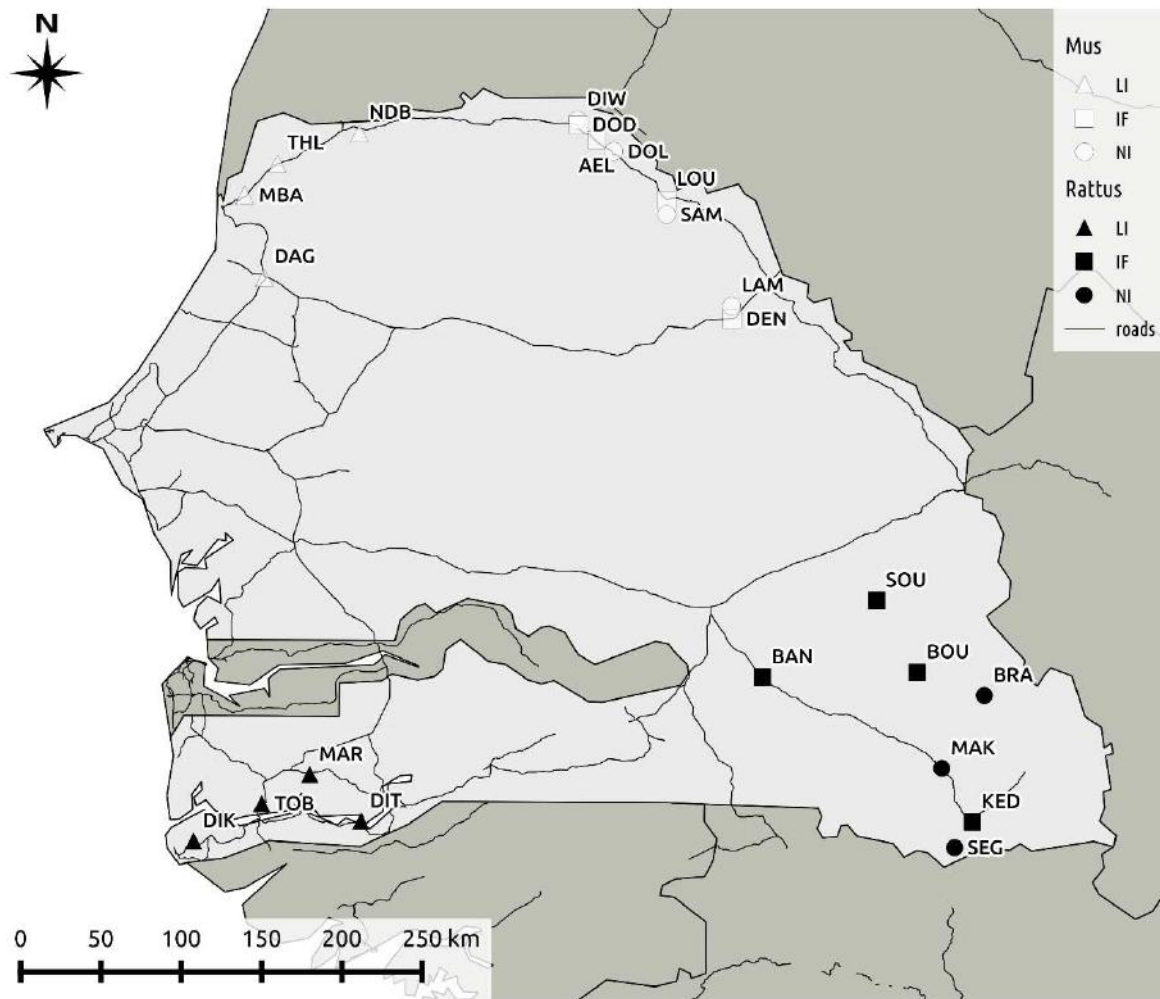 N
Mus
LI
IF
NI
Rattus
LI
IF
NI
roads
DIW
NDB
DOD
THL
DOL
AEL
LOU
MBA
SAM
DAG
LAM
DEN
SOU
BAN
BOU
BRA
MAR
MAK
TOB
DIT
KED
DIK
SEG
0 50 100 150 200 250 km